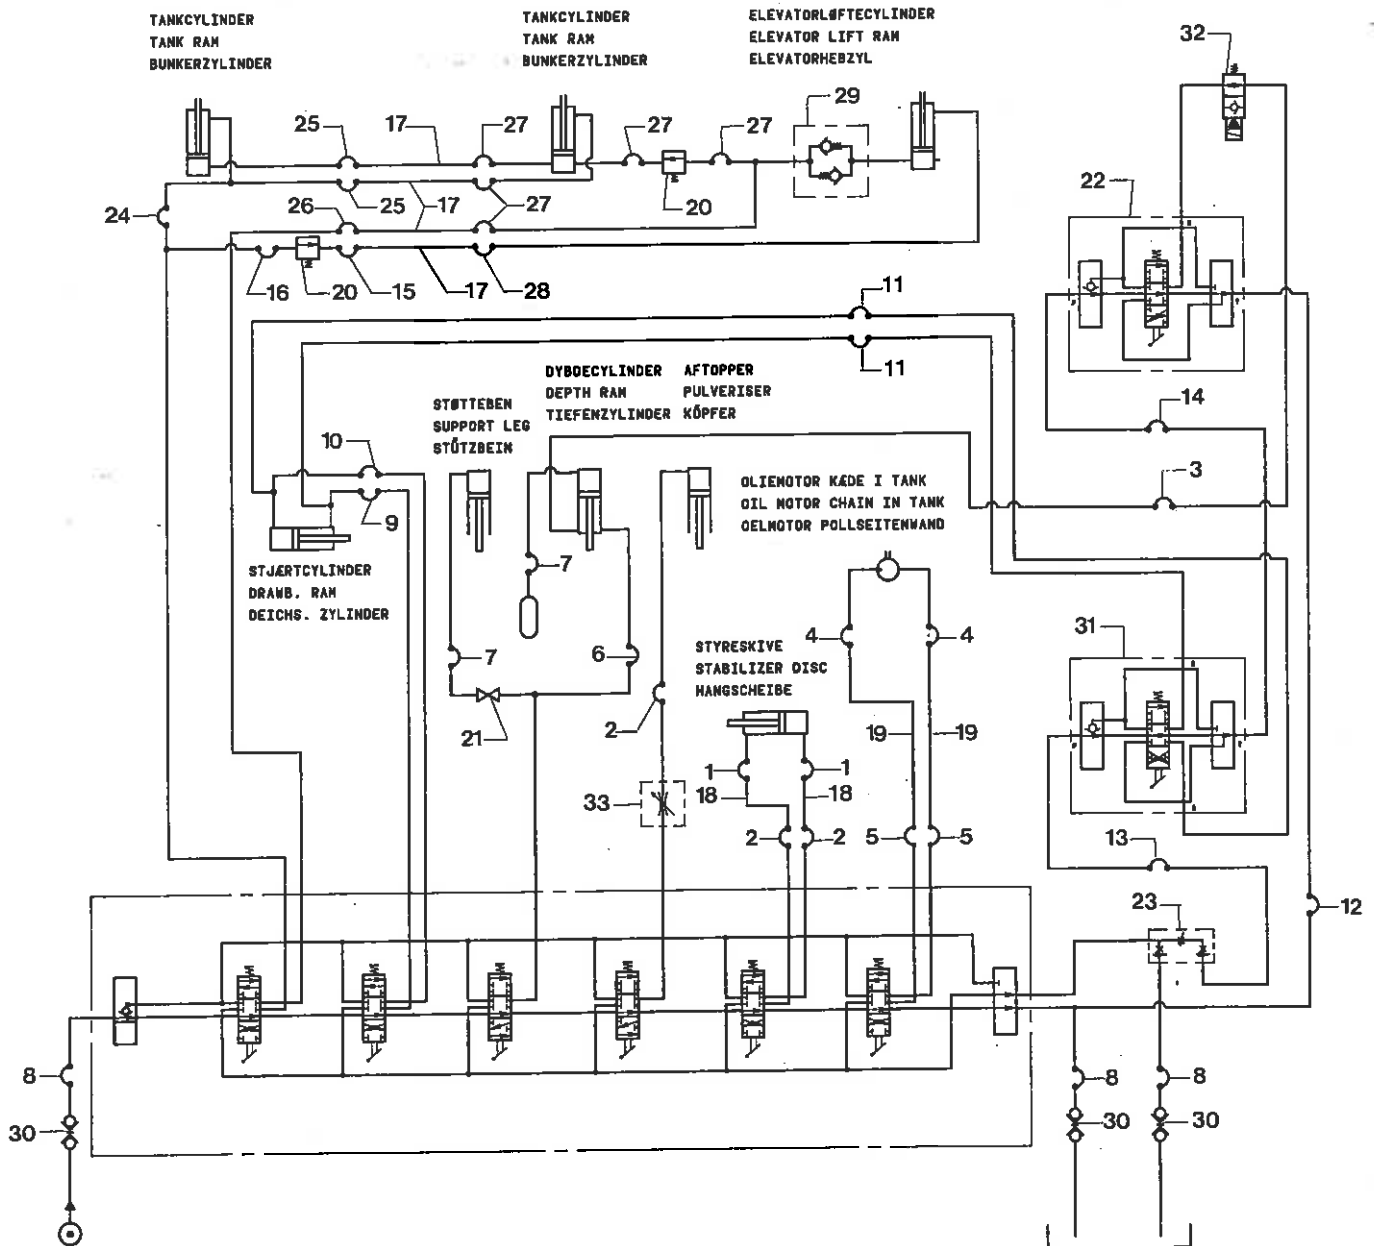 TANKCYLINDER
TANK RAM
BUNKERZYLINDER
TANKCYLINDER
TANK RAM
BUNKERZYLINDER
ELEVATORLØFTECYLINDER
ELEVATOR LIFT RAM
ELEVATORHEBZYL
32
29
25
17
27
27
27
22
24
26
25
17
27
20
16
20
15
17
28
11
11
DYBDECYLINDER
DEPTH RAM
TIEFENZYLINDER
AFTOPPER
PULVERISER
KÖPFER
STØTTEBEN
SUPPORT LEG
STÜTZBEIN
14
10
3
OLIEMOTOR KÆDE I TANK
OIL MOTOR CHAIN IN TANK
OELMOTOR POLLSEITENWAND
9
7
STJÆRTCYLINDER
DRAWB. RAM
DEICHS. ZYLINDER
31
4
4
7
6
STYRESKIVE
STABILIZER DISC
HANGSCHEIBE
21
2
19
19
1
1
18
18
33
2
2
5
5
13
23
12
8
8
8
30
30
30